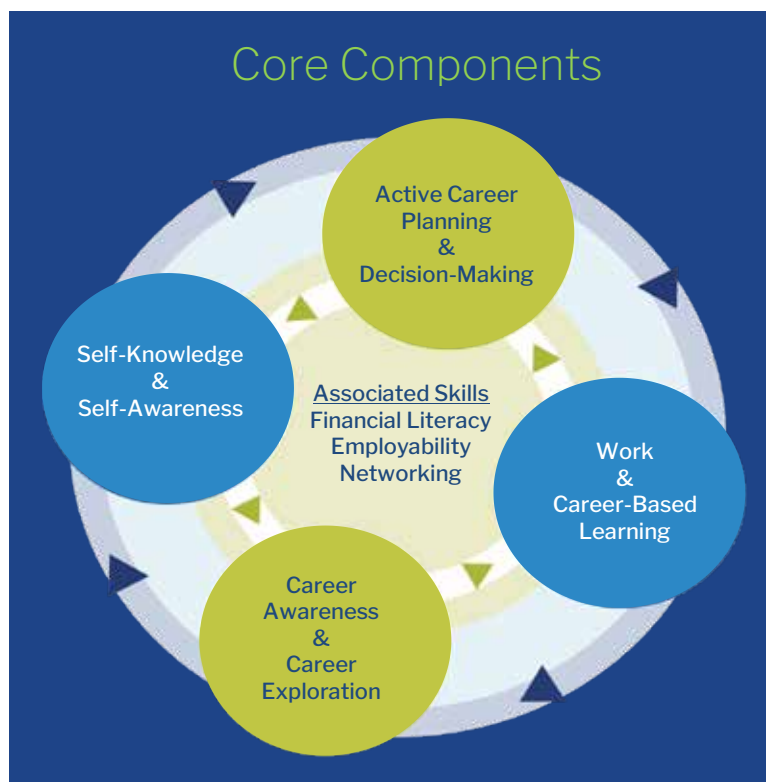 Core Components
Active Career
Planning
&
Decision-Making
Self-Knowledge
&
Self-Awareness
Associated Skills
Financial Literacy
Employability
Networking
Work
&
Career-Based
Learning
Career
Awareness
&
Career
Exploration